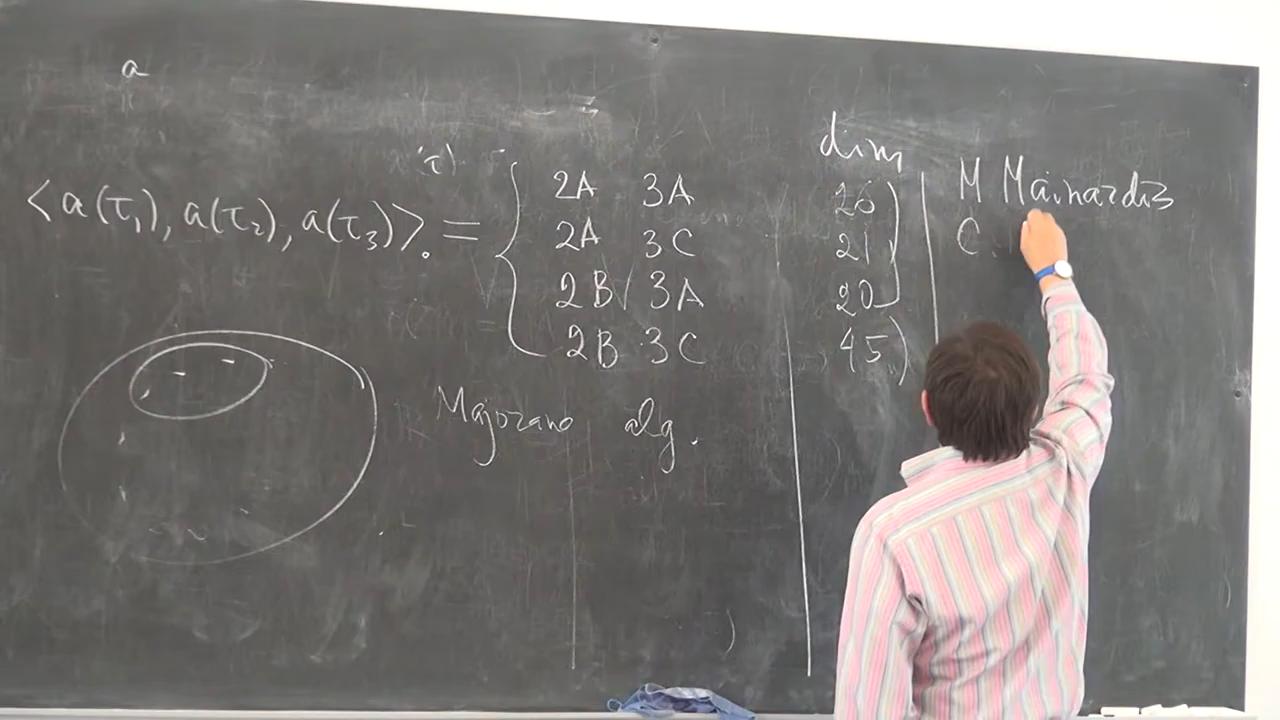 a
(τ)
dim
<a(τ₁), a(τ₂), a(τ₃)>. = {
2A 3A 26
2A 3C 21
2B 3A 20
2B 3C 45
M Mainardis
C.
Majorano alg.